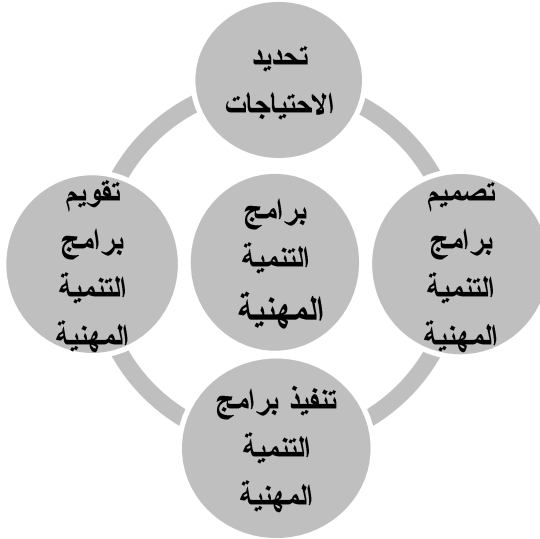 تحديد
الاحتياجات
تصميم
برامج
التنمية
المهنية
تنفيذ برامج
التنمية
المهنية
تقويم
برامج
التنمية
المهنية
برامج
التنمية
المهنية